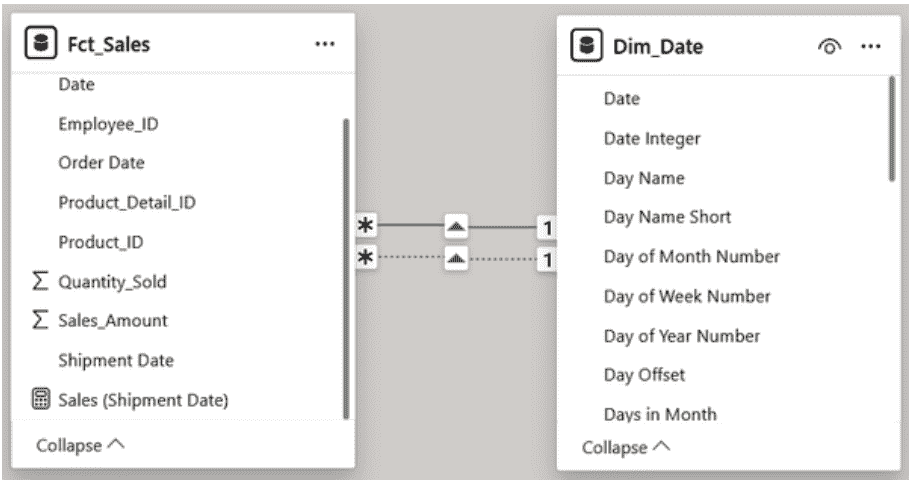 Fct_Sales
Date
Employee_ID
Order Date
Product_Detail_ID
Product_ID
Σ Quantity_Sold
Σ Sales_Amount
Shipment Date
Sales (Shipment Date)
Collapse
* 1
* 1
Dim_Date
Date
Date Integer
Day Name
Day Name Short
Day of Month Number
Day of Week Number
Day of Year Number
Day Offset
Days in Month
Collapse